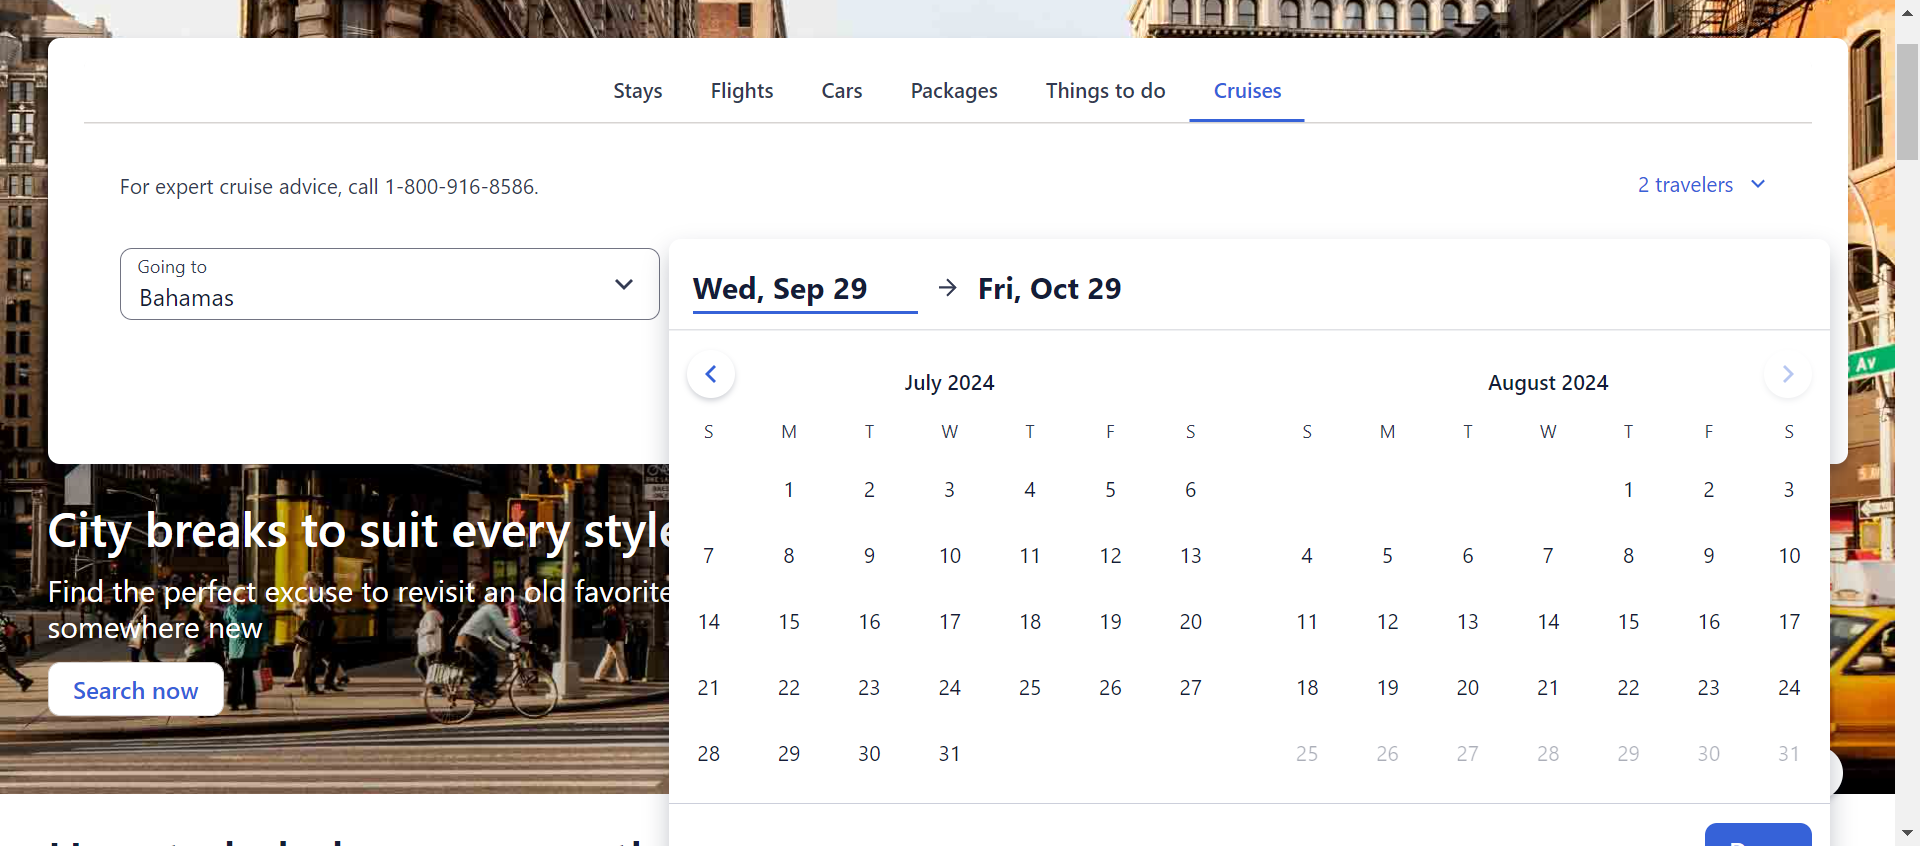 Stays Flights Cars Packages Things to do Cruises
For expert cruise advice, call 1-800-916-8586.
2 travelers
Going to
Bahamas
Wed, Sep 29 → Fri, Oct 29
July 2024
S M T W T F S
1 2 3 4 5 6
7 8 9 10 11 12 13
14 15 16 17 18 19 20
21 22 23 24 25 26 27
28 29 30 31
August 2024
S M T W T F S
1 2 3
4 5 6 7 8 9 10
11 12 13 14 15 16 17
18 19 20 21 22 23 24
25 26 27 28 29 30 31
AV
City breaks to suit every style
Find the perfect excuse to revisit an old favorite
somewhere new
Search now